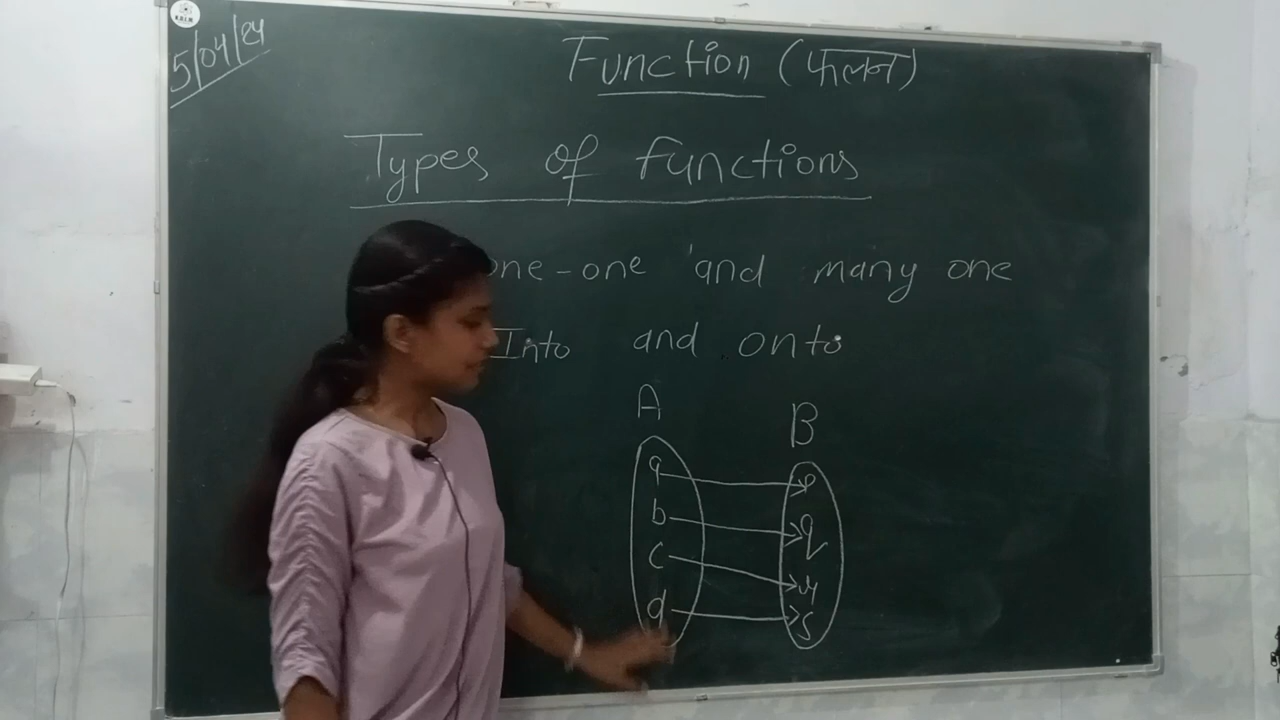 5/04/24
Function (फलन)
Types of functions
one-one and many one
Into and onto
A
B
a
p
b
q
c
r
d
s